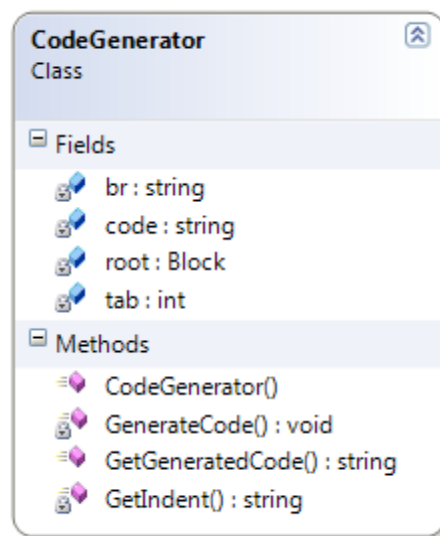 CodeGenerator
Class
Fields
br : string
code : string
root : Block
tab : int
Methods
CodeGenerator()
GenerateCode() : void
GetGeneratedCode() : string
GetIndent() : string